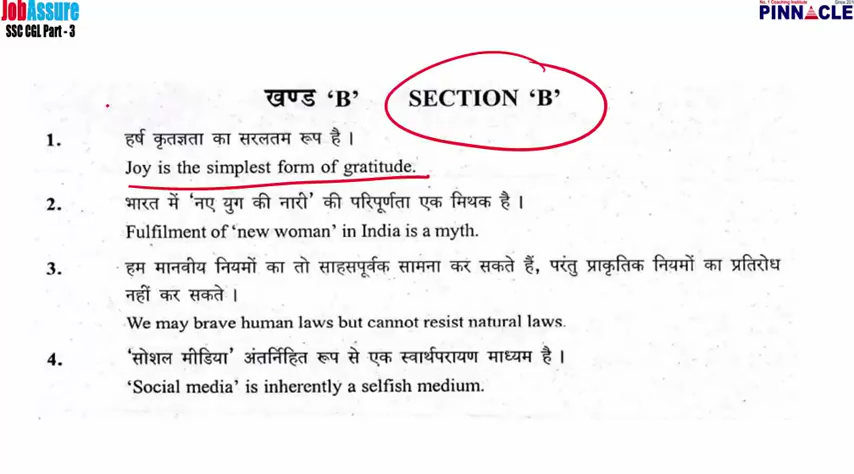 JobAssure
SSC CGL Part - 3
No. 1 Coaching Institute
PINNACLE
खण्ड ‘B’ SECTION ‘B’
1. हर्ष कृतज्ञता का सरलतम रूप है।
Joy is the simplest form of gratitude.
2. भारत में ‘नए युग की नारी’ की परिपूर्णता एक मिथक है।
Fulfilment of ‘new woman’ in India is a myth.
3. हम मानवीय नियमों का तो साहसपूर्वक सामना कर सकते हैं, परंतु प्राकृतिक नियमों का प्रतिरोध
नहीं कर सकते।
We may brave human laws but cannot resist natural laws.
4. ‘सोशल मीडिया’ अंतर्निहित रूप से एक स्वार्थपरायण माध्यम है।
‘Social media’ is inherently a selfish medium.